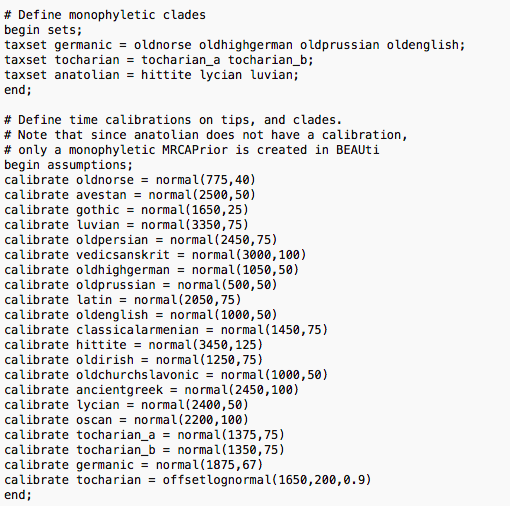 # Define monophyletic clades
begin sets;
taxset germanic = oldnorse oldhighgerman oldprussian oldenglish;
taxset tocharian = tocharian_a tocharian_b;
taxset anatolian = hittite lycian luvian;
end;

# Define time calibrations on tips, and clades.
# Note that since anatolian does not have a calibration,
# only a monophyletic MRCAPrior is created in BEAUti
begin assumptions;
calibrate oldnorse = normal(775,40)
calibrate avestan = normal(2500,50)
calibrate gothic = normal(1650,25)
calibrate luvian = normal(3350,75)
calibrate oldpersian = normal(2450,75)
calibrate vedicsanskrit = normal(3000,100)
calibrate oldhighgerman = normal(1050,50)
calibrate oldprussian = normal(500,50)
calibrate latin = normal(2050,75)
calibrate oldenglish = normal(1000,50)
calibrate classicalarmenian = normal(1450,75)
calibrate hittite = normal(3450,125)
calibrate oldirish = normal(1250,75)
calibrate oldchurchslavonic = normal(1000,50)
calibrate ancientgreek = normal(2450,100)
calibrate lycian = normal(2400,50)
calibrate oscan = normal(2200,100)
calibrate tocharian_a = normal(1375,75)
calibrate tocharian_b = normal(1350,75)
calibrate germanic = normal(1875,67)
calibrate tocharian = offsetlognormal(1650,200,0.9)
end;